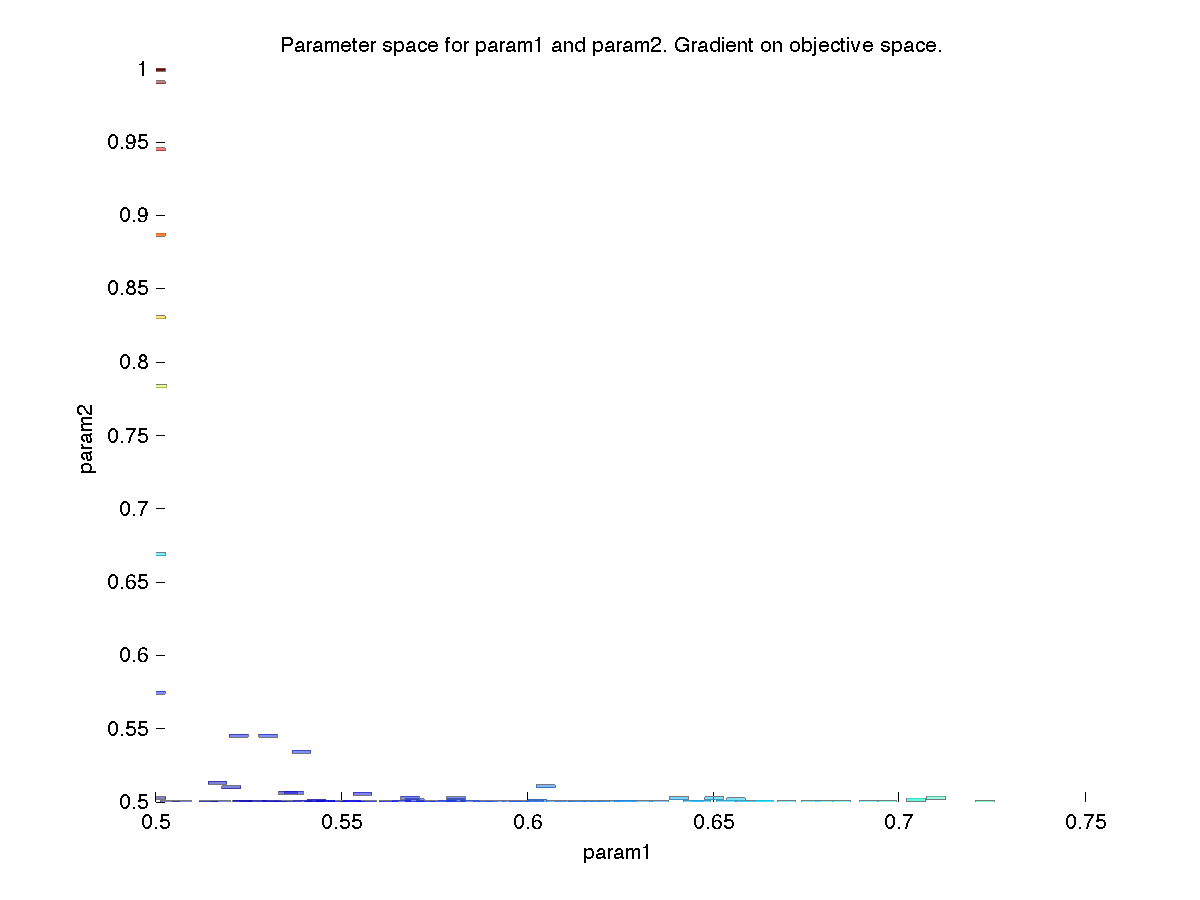 Parameter space for param1 and param2. Gradient on objective space.
1
0.95
0.9
0.85
0.8
0.75
0.7
0.65
0.6
0.55
0.5
param2
0.5 0.55 0.6 0.65 0.7 0.75
param1